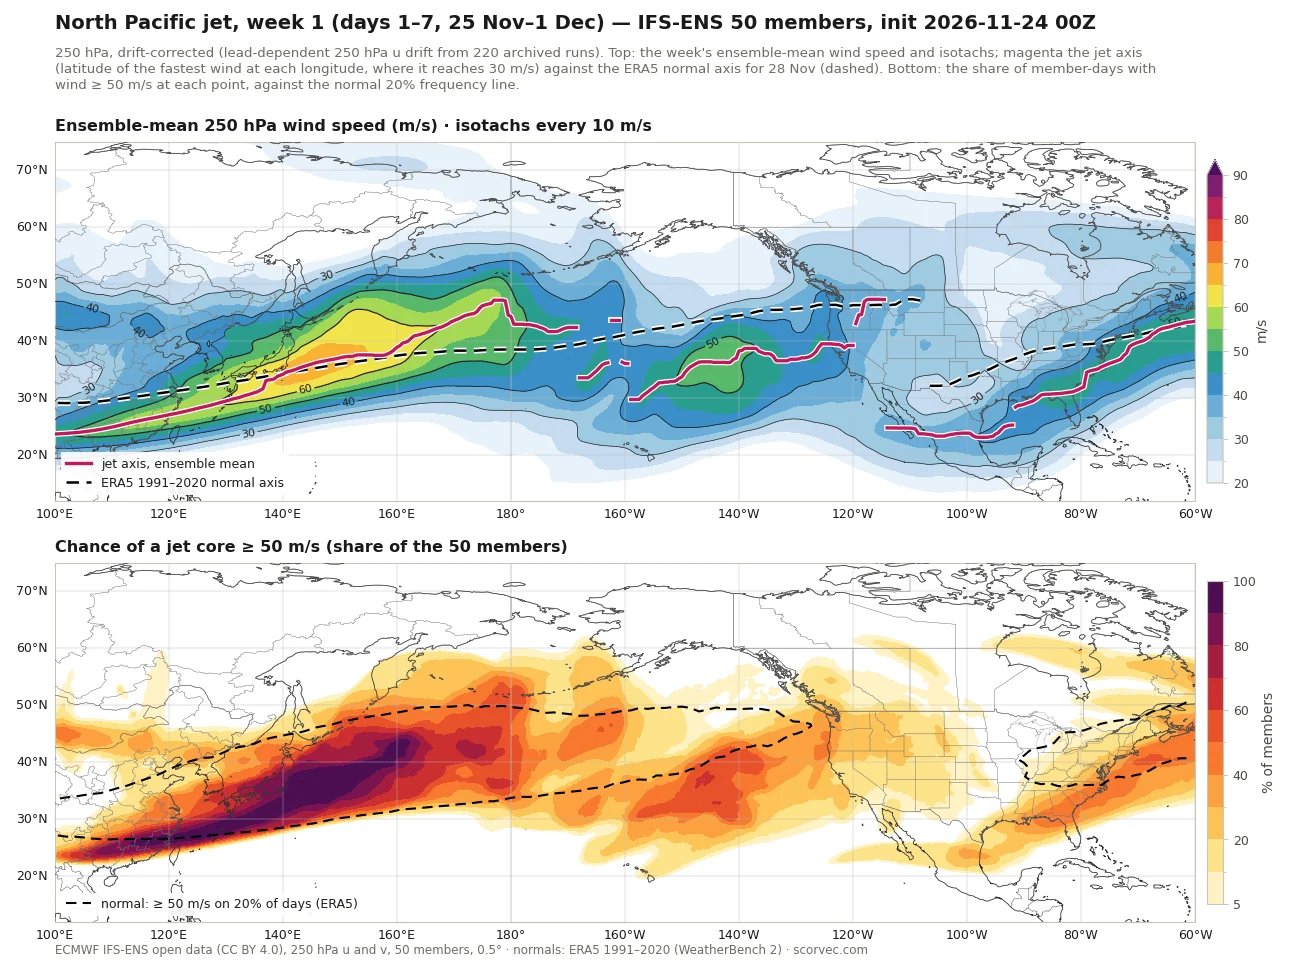 North Pacific jet, week 1 (days 1–7, 25 Nov–1 Dec) — IFS-ENS 50 members, init 2026-11-24 00Z
250 hPa, drift-corrected (lead-dependent 250 hPa u drift from 220 archived runs). Top: the week's ensemble-mean wind speed and isotachs; magenta the jet axis
(latitude of the fastest wind at each longitude, where it reaches 30 m/s) against the ERA5 normal axis for 28 Nov (dashed). Bottom: the share of member-days with
wind ≥ 50 m/s at each point, against the normal 20% frequency line.
Ensemble-mean 250 hPa wind speed (m/s) · isotachs every 10 m/s
70°N
60°N
50°N
40°N
30°N
20°N
30
40
40
30
50
60
40
30
50
30
40
50
jet axis, ensemble mean
ERA5 1991–2020 normal axis
100°E 120°E 140°E 160°E 180° 160°W 140°W 120°W 100°W 80°W 60°W
90
80
70
60
50
40
30
20
m/s
Chance of a jet core ≥ 50 m/s (share of the 50 members)
70°N
60°N
50°N
40°N
30°N
20°N
normal: ≥ 50 m/s on 20% of days (ERA5)
100°E 120°E 140°E 160°E 180° 160°W 140°W 120°W 100°W 80°W 60°W
100
80
60
40
20
5
% of members
ECMWF IFS-ENS open data (CC BY 4.0), 250 hPa u and v, 50 members, 0.5° · normals: ERA5 1991–2020 (WeatherBench 2) · scorvec.com